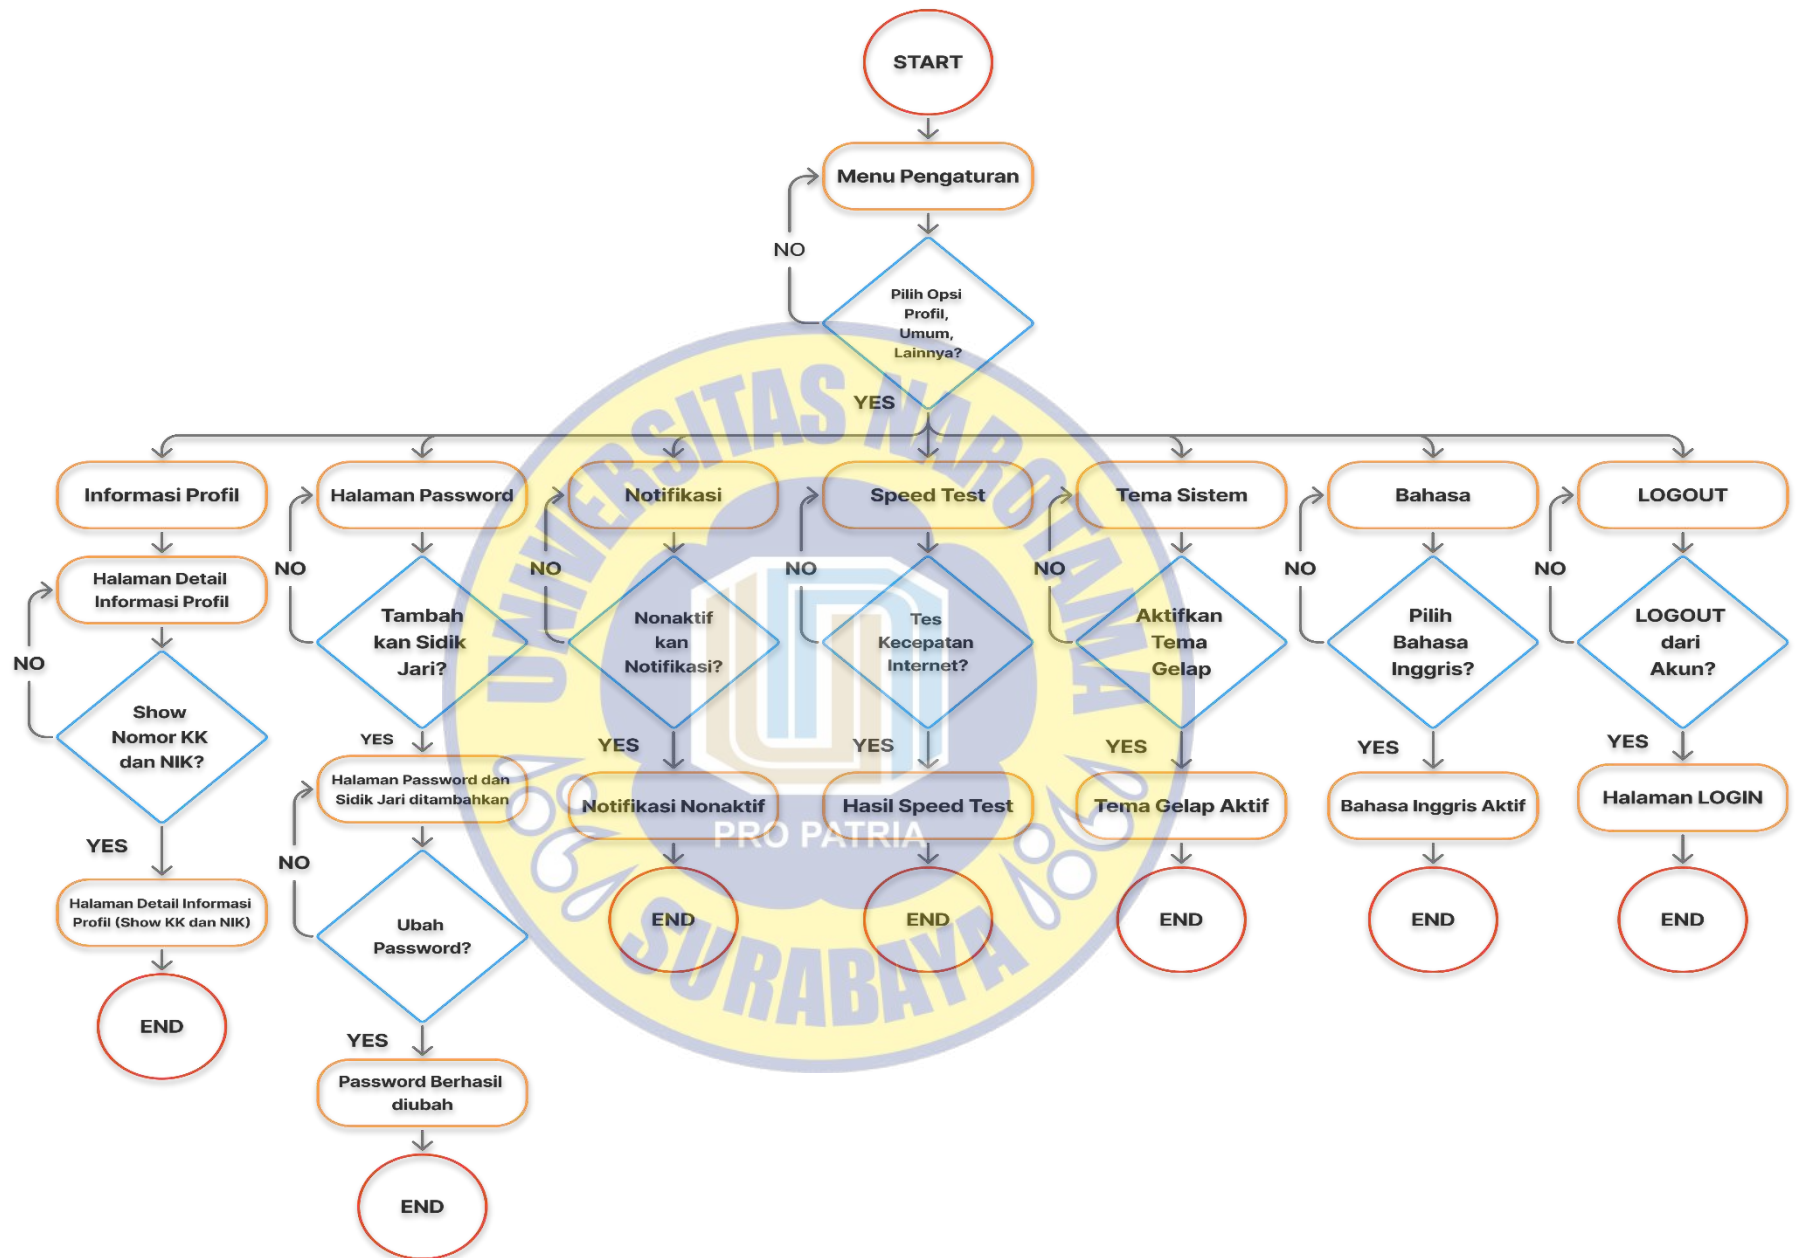 START
Menu Pengaturan
NO
Pilih Opsi
Profil,
Umum,
Lainnya?
YES
Informasi Profil
Halaman Detail
Informasi Profil
NO
Show
Nomor KK
dan NIK?
YES
Halaman Detail Informasi
Profil (Show KK dan NIK)
END
Halaman Password
NO
Tambah
kan Sidik
Jari?
YES
Halaman Password dan
Sidik Jari ditambahkan
NO
Ubah
Password?
YES
Password Berhasil
diubah
END
Notifikasi
NO
Nonaktif
kan
Notifikasi?
YES
Notifikasi Nonaktif
END
Speed Test
NO
Tes
Kecepatan
Internet?
YES
Hasil Speed Test
END
Tema Sistem
NO
Aktifkan
Tema
Gelap
YES
Tema Gelap Aktif
END
Bahasa
NO
Pilih
Bahasa
Inggris?
YES
Bahasa Inggris Aktif
END
LOGOUT
NO
LOGOUT
dari
Akun?
YES
Halaman LOGIN
END
UNIVERSITAS NAROTAMA
PRO PATRIA
SURABAYA